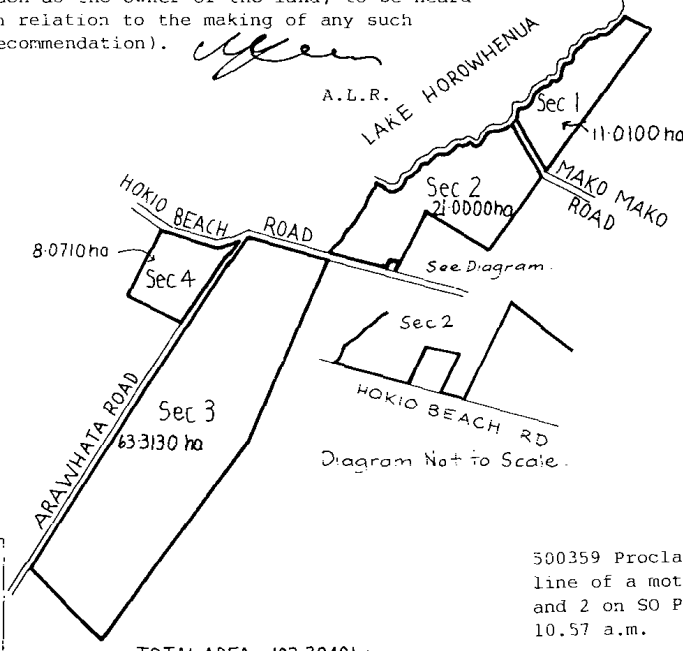 such as the owner of the land, to be heard
in relation to the making of any such
recommendation).
A.L.R.
LAKE HOROWHENUA
Sec 1
11·0100 ha
MAKO MAKO
ROAD
Sec 2
21·0000ha
HOKIO BEACH ROAD
8·0710ha
Sec 4
See Diagram.
Sec 2
HOKIO BEACH RD
Diagram Not to Scale.
ARAWHATA ROAD
Sec 3
63·3130 ha
500359 Procla
line of a mot
and 2 on SO P
10.57 a.m.
TOTAL AREA